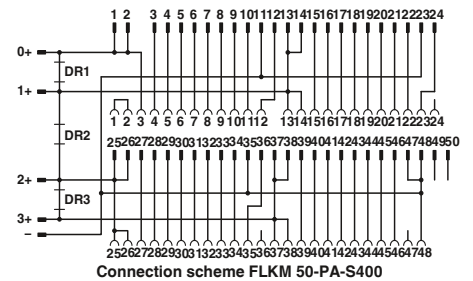 1 2 3 4 5 6 7 8 9 10 11 12 13 14 15 16 17 18 19 20 21 22 23 24
0+
DR1
1+
1 2 3 4 5 6 7 8 9 10 11 12 13 14 15 16 17 18 19 20 21 22 23 24
DR2
25 26 27 28 29 30 31 32 33 34 35 36 37 38 39 40 41 42 43 44 45 46 47 48 49 50
2+
DR3
3+
–
25 26 27 28 29 30 31 32 33 34 35 36 37 38 39 40 41 42 43 44 45 46 47 48
Connection scheme FLKM 50-PA-S400